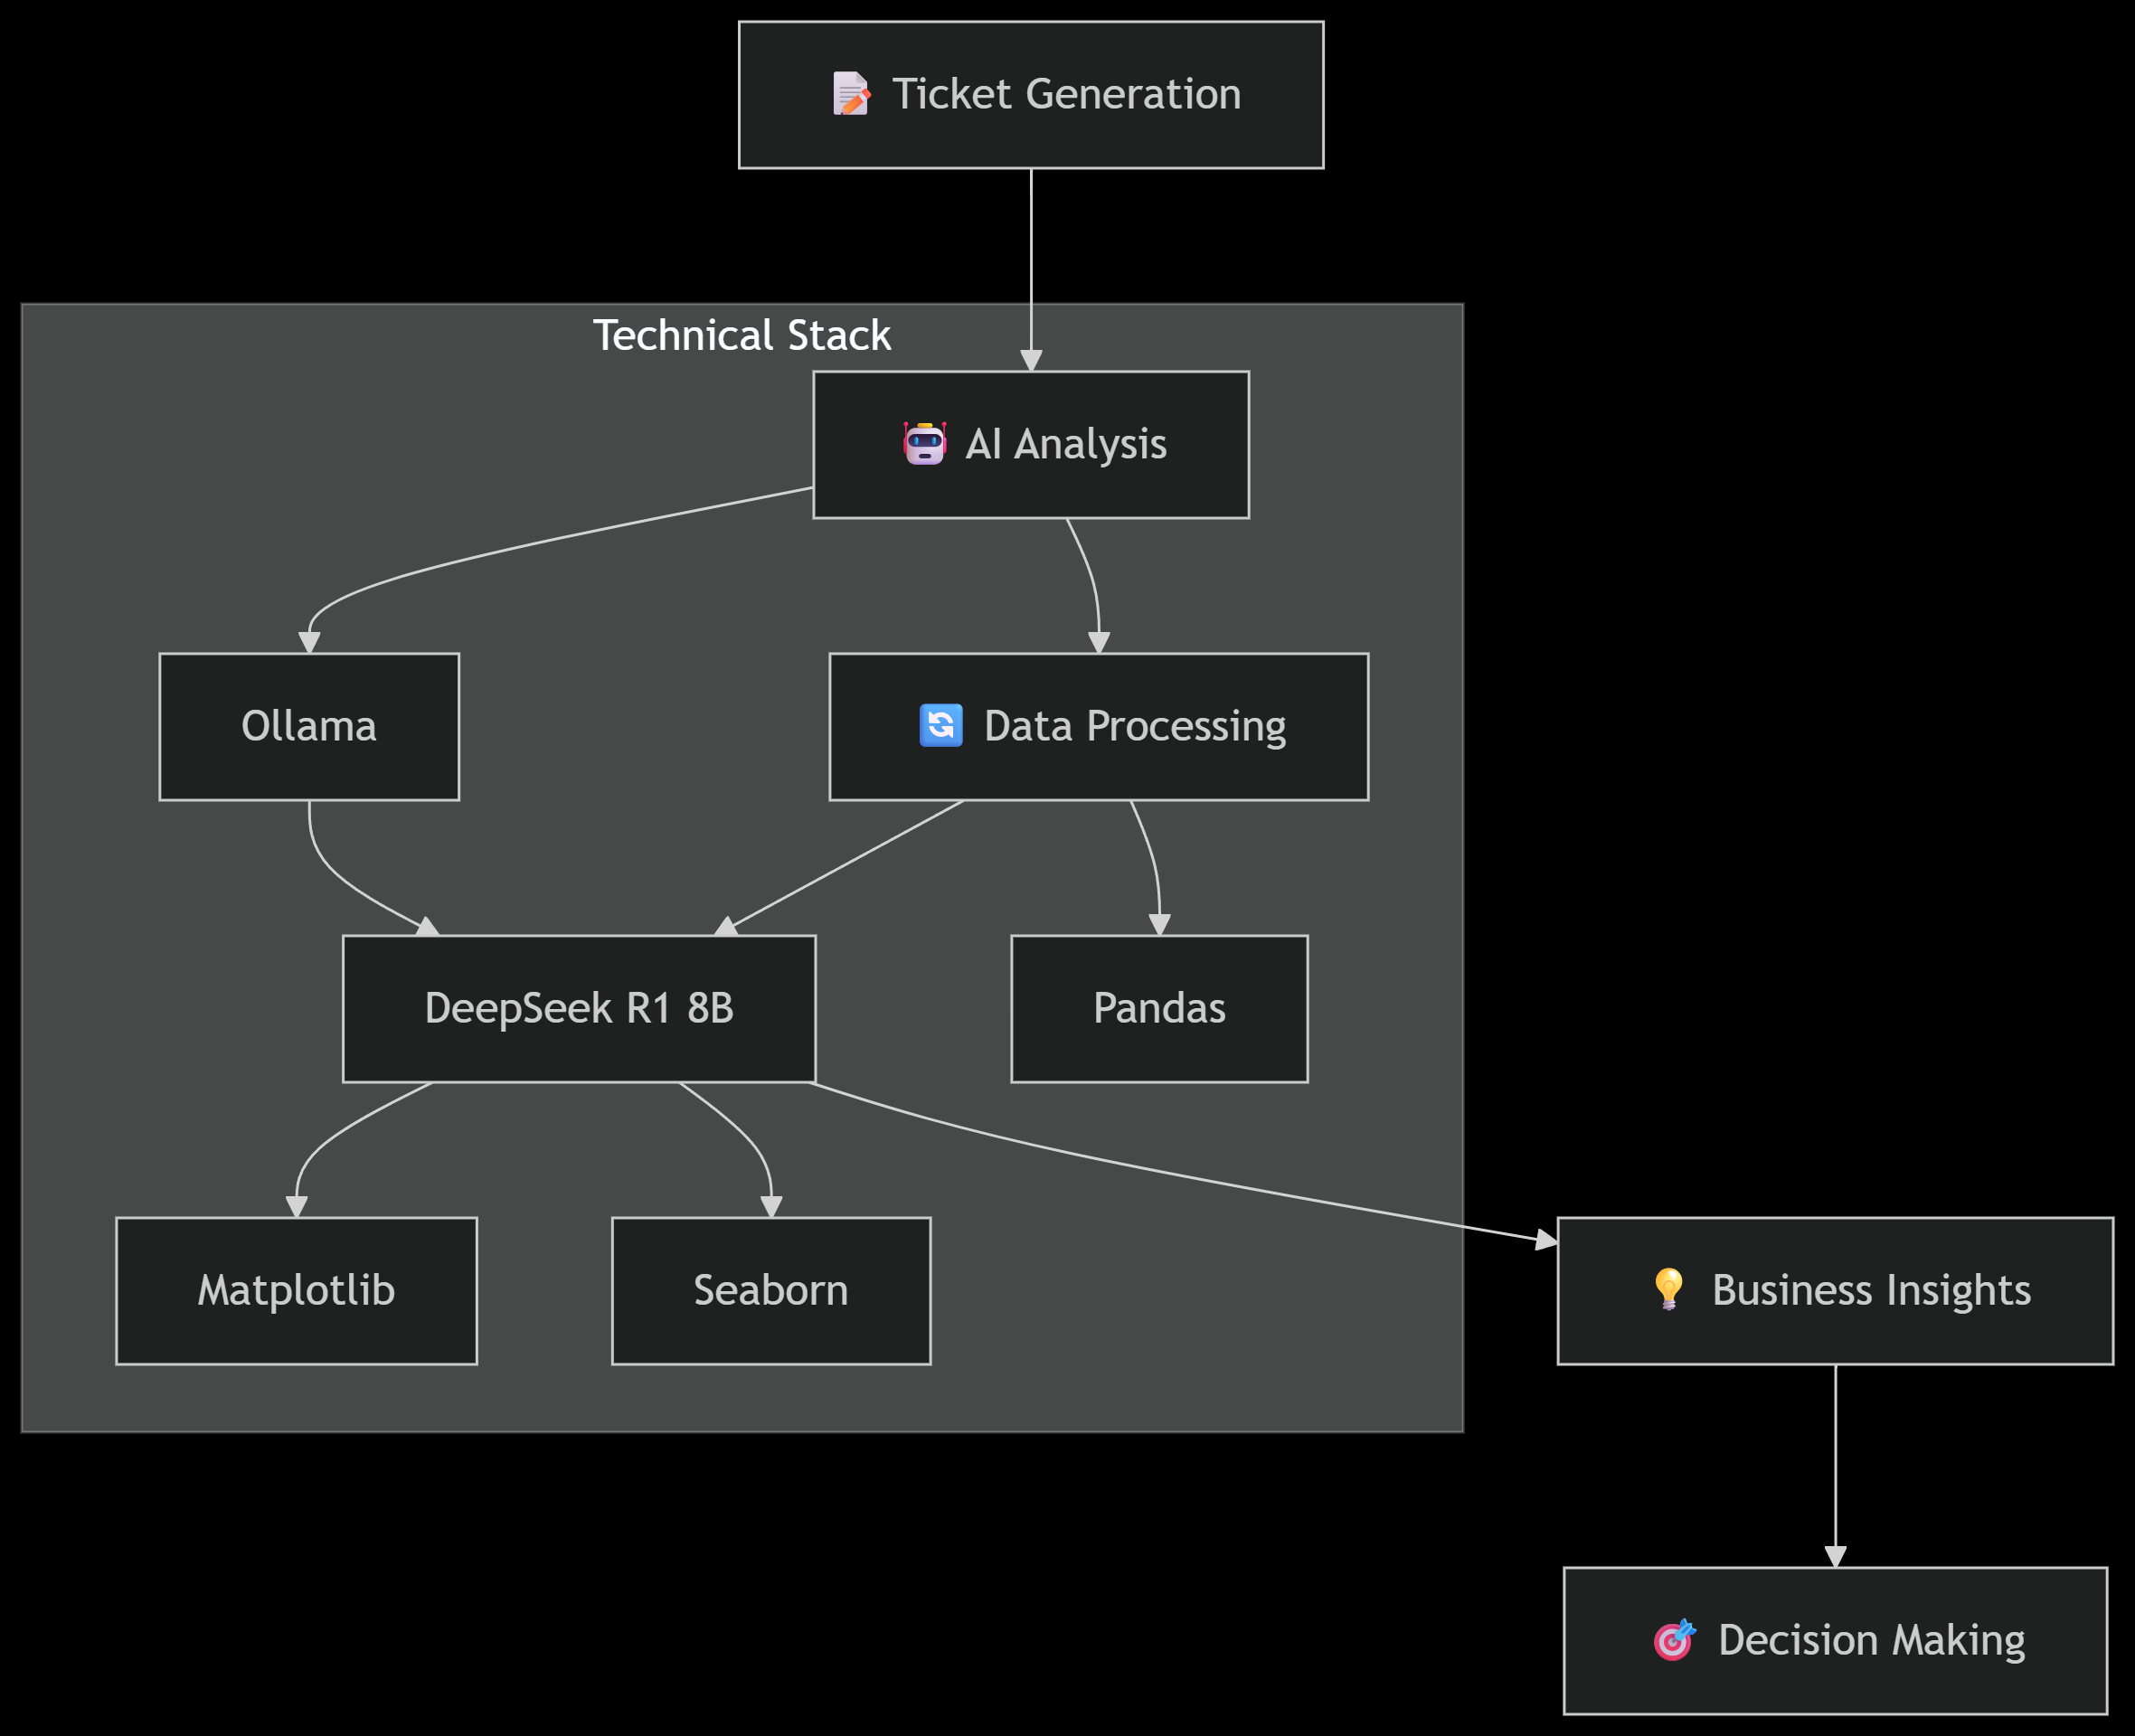 Ticket Generation
Technical Stack
AI Analysis
Ollama
Data Processing
DeepSeek R1 8B
Pandas
Matplotlib
Seaborn
Business Insights
Decision Making